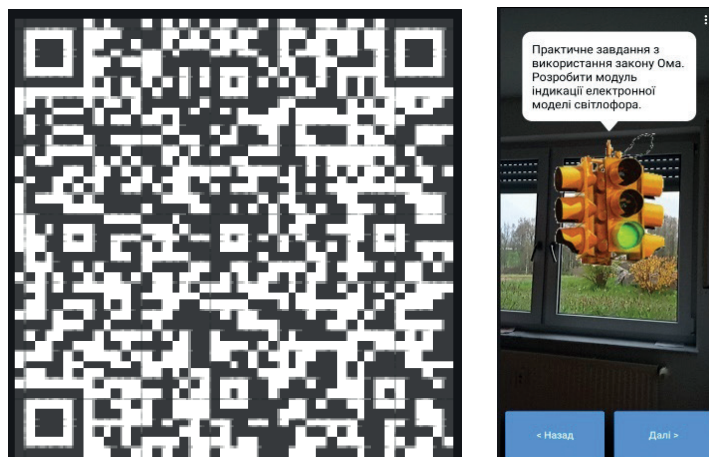 Практичне завдання з
використання закону Ома.
Розробити модуль
індикації електронної
моделі світлофора.
< Назад
Далі >